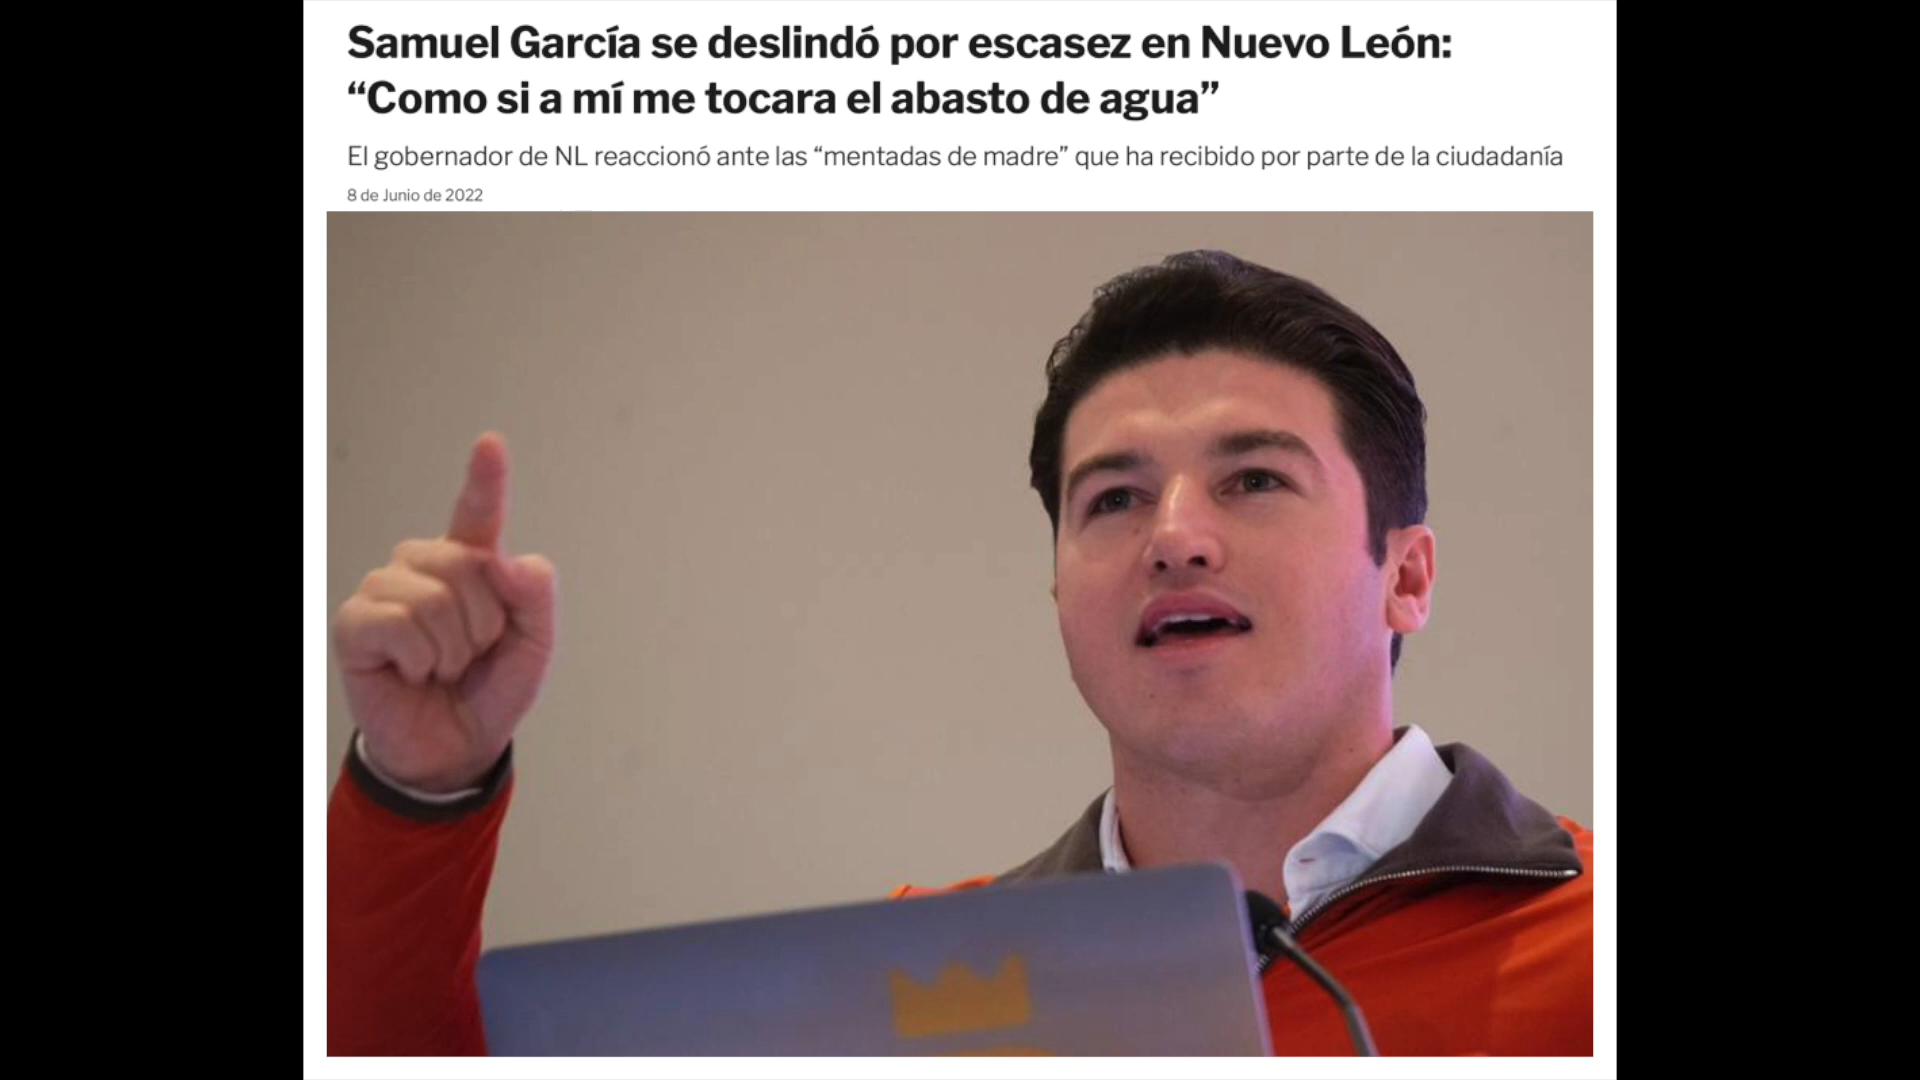 Samuel García se deslindó por escasez en Nuevo León:
“Como si a mí me tocara el abasto de agua”
El gobernador de NL reaccionó ante las “mentadas de madre” que ha recibido por parte de la ciudadanía
8 de Junio de 2022